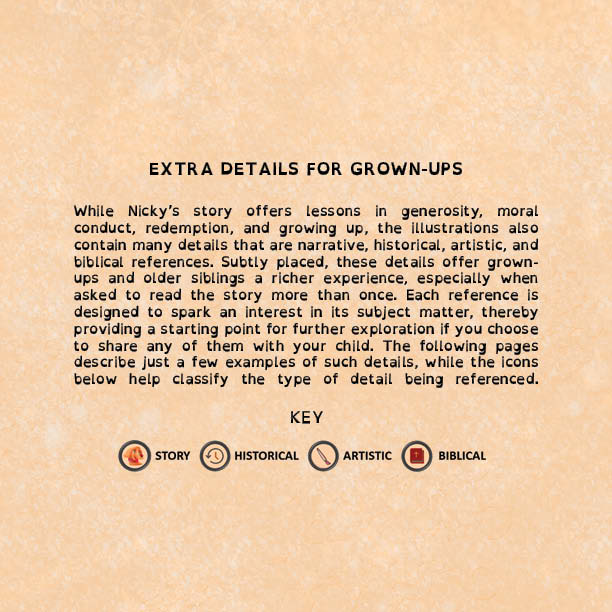 EXTRA DETAILS FOR GROWN-UPS
While Nicky's story offers lessons in generosity, moral
conduct, redemption, and growing up, the illustrations also
contain many details that are narrative, historical, artistic, and
biblical references. Subtly placed, these details offer grown-
ups and older siblings a richer experience, especially when
asked to read the story more than once. Each reference is
designed to spark an interest in its subject matter, thereby
providing a starting point for further exploration if you choose
to share any of them with your child. The following pages
describe just a few examples of such details, while the icons
below help classify the type of detail being referenced.
KEY
STORY HISTORICAL ARTISTIC BIBLICAL